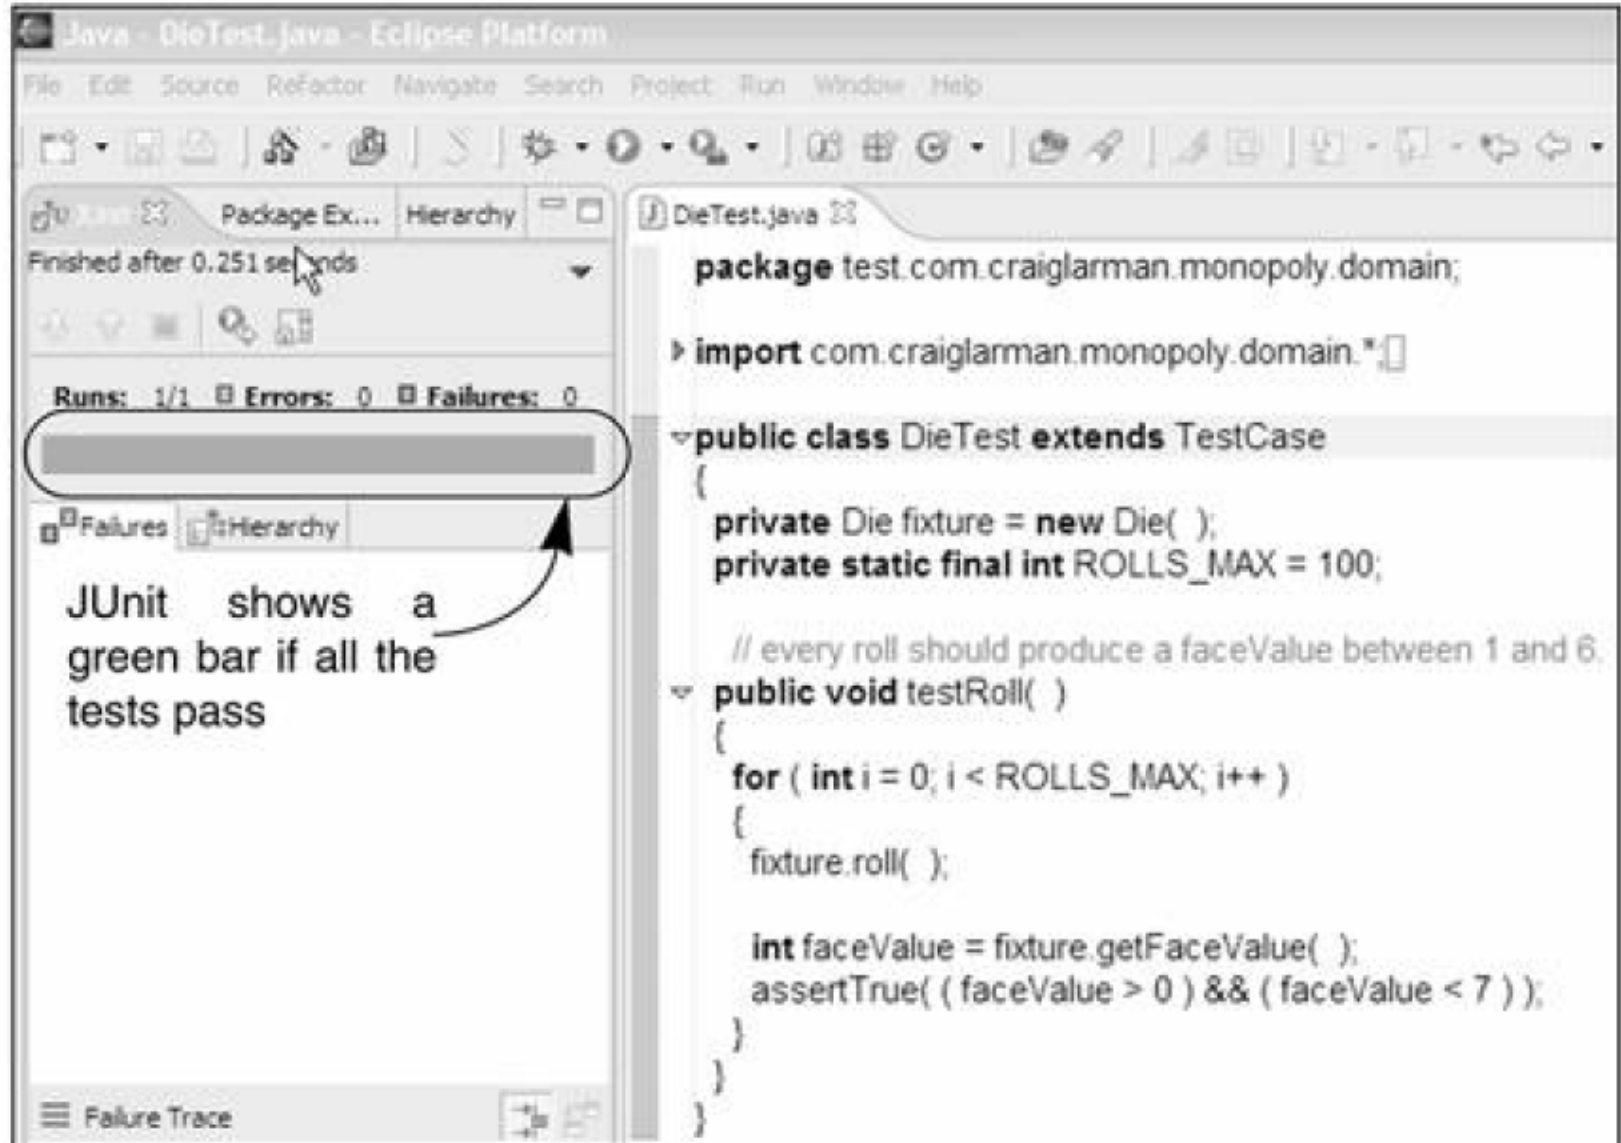 Java - DieTest.java - Eclipse Platform
File Edit Source Refactor Navigate Search Project Run Window Help
Package Ex... Hierarchy
Finished after 0.251 seconds
Runs: 1/1 Errors: 0 Failures: 0
Failures Hierarchy
JUnit shows a
green bar if all the
tests pass
Failure Trace
DieTest.java
package test.com.craiglarman.monopoly.domain;
import com.craiglarman.monopoly.domain.*;
public class DieTest extends TestCase
{
private Die fixture = new Die( );
private static final int ROLLS_MAX = 100;
// every roll should produce a faceValue between 1 and 6.
public void testRoll( )
{
for ( int i = 0; i < ROLLS_MAX; i++ )
{
fixture.roll( );
int faceValue = fixture.getFaceValue( );
assertTrue( ( faceValue > 0 ) && ( faceValue < 7 ) );
}
}
}